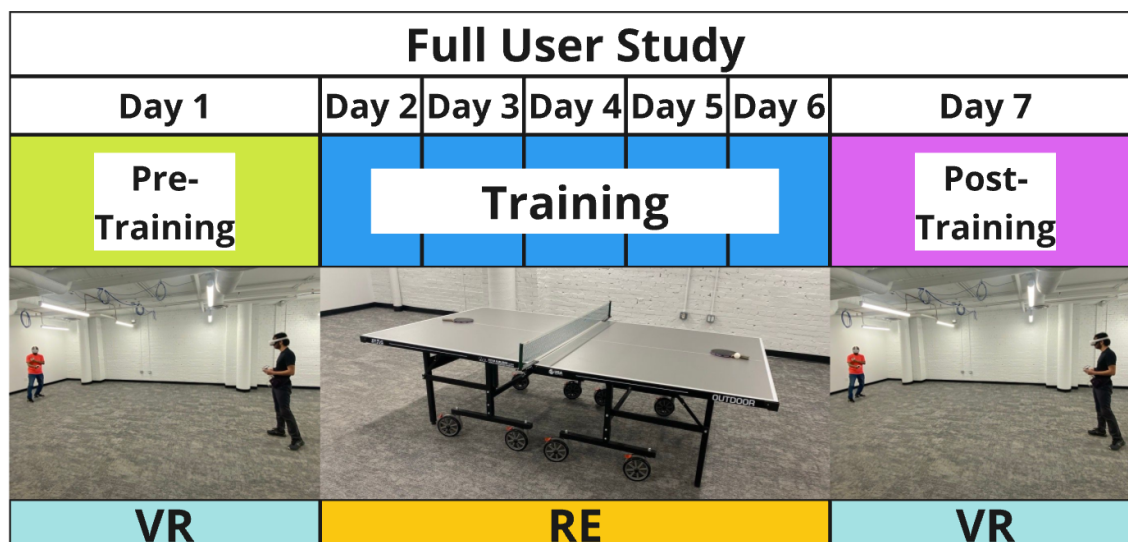 Full User Study
Day 1
Day 2
Day 3
Day 4
Day 5
Day 6
Day 7
Pre-
Training
Training
Post-
Training
OUTDOOR
VR
RE
VR